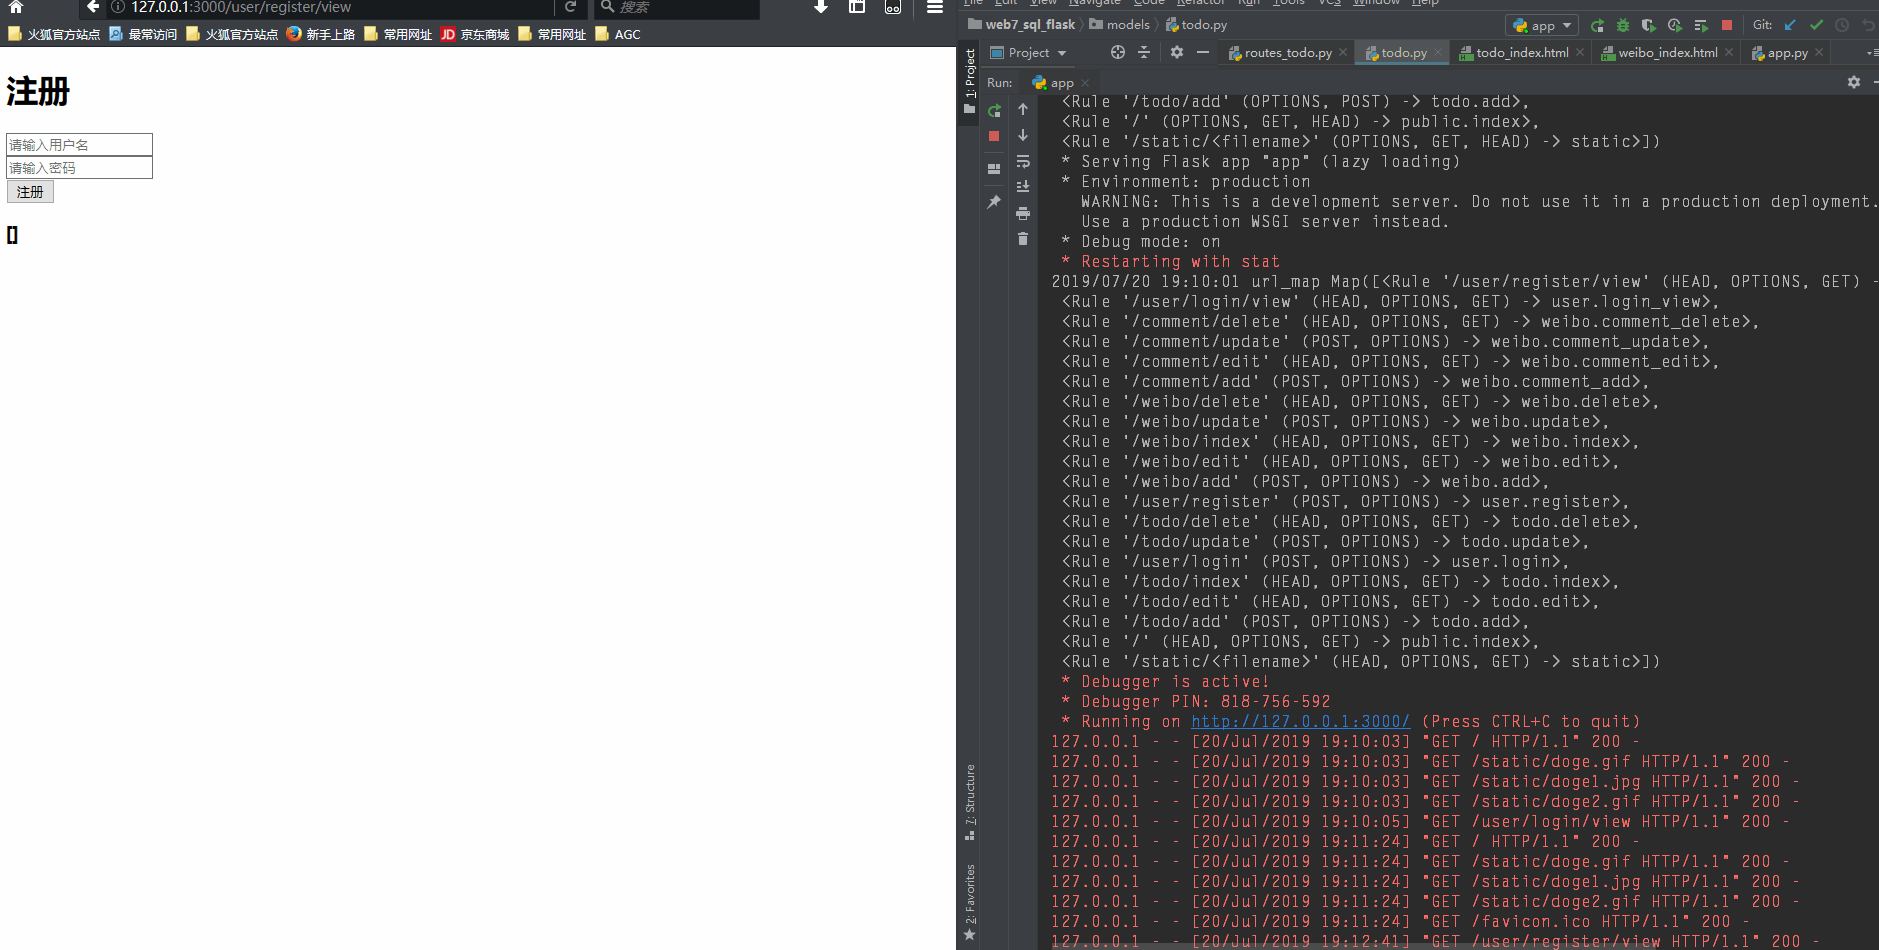 127.0.0.1:3000/user/register/view
搜索
火狐官方站点 最常访问 火狐官方站点 新手上路 常用网址 JD 京东商城 常用网址 AGC
注册
请输入用户名
请输入密码
注册
[]
File Edit View Navigate Code Refactor Run Tools VCS Window Help
web7_sql_flask models todo.py app Git:
Project routes_todo.py todo.py todo_index.html weibo_index.html app.py
Run: app
1: Project
7: Structure
2: Favorites
<Rule '/todo/add' (OPTIONS, POST) -> todo.add>,
<Rule '/' (OPTIONS, GET, HEAD) -> public.index>,
<Rule '/static/<filename>' (OPTIONS, GET, HEAD) -> static>])
* Serving Flask app "app" (lazy loading)
* Environment: production
WARNING: This is a development server. Do not use it in a production deployment.
Use a production WSGI server instead.
* Debug mode: on
* Restarting with stat
2019/07/20 19:10:01 url_map Map([<Rule '/user/register/view' (HEAD, OPTIONS, GET) -
<Rule '/user/login/view' (HEAD, OPTIONS, GET) -> user.login_view>,
<Rule '/comment/delete' (HEAD, OPTIONS, GET) -> weibo.comment_delete>,
<Rule '/comment/update' (POST, OPTIONS) -> weibo.comment_update>,
<Rule '/comment/edit' (HEAD, OPTIONS, GET) -> weibo.comment_edit>,
<Rule '/comment/add' (POST, OPTIONS) -> weibo.comment_add>,
<Rule '/weibo/delete' (HEAD, OPTIONS, GET) -> weibo.delete>,
<Rule '/weibo/update' (POST, OPTIONS) -> weibo.update>,
<Rule '/weibo/index' (HEAD, OPTIONS, GET) -> weibo.index>,
<Rule '/weibo/edit' (HEAD, OPTIONS, GET) -> weibo.edit>,
<Rule '/weibo/add' (POST, OPTIONS) -> weibo.add>,
<Rule '/user/register' (POST, OPTIONS) -> user.register>,
<Rule '/todo/delete' (HEAD, OPTIONS, GET) -> todo.delete>,
<Rule '/todo/update' (POST, OPTIONS) -> todo.update>,
<Rule '/user/login' (POST, OPTIONS) -> user.login>,
<Rule '/todo/index' (HEAD, OPTIONS, GET) -> todo.index>,
<Rule '/todo/edit' (HEAD, OPTIONS, GET) -> todo.edit>,
<Rule '/todo/add' (POST, OPTIONS) -> todo.add>,
<Rule '/' (HEAD, OPTIONS, GET) -> public.index>,
<Rule '/static/<filename>' (HEAD, OPTIONS, GET) -> static>])
* Debugger is active!
* Debugger PIN: 818-756-592
* Running on http://127.0.0.1:3000/ (Press CTRL+C to quit)
127.0.0.1 - - [20/Jul/2019 19:10:03] "GET / HTTP/1.1" 200 -
127.0.0.1 - - [20/Jul/2019 19:10:03] "GET /static/doge.gif HTTP/1.1" 200 -
127.0.0.1 - - [20/Jul/2019 19:10:03] "GET /static/doge1.jpg HTTP/1.1" 200 -
127.0.0.1 - - [20/Jul/2019 19:10:03] "GET /static/doge2.gif HTTP/1.1" 200 -
127.0.0.1 - - [20/Jul/2019 19:10:05] "GET /user/login/view HTTP/1.1" 200 -
127.0.0.1 - - [20/Jul/2019 19:11:24] "GET / HTTP/1.1" 200 -
127.0.0.1 - - [20/Jul/2019 19:11:24] "GET /static/doge.gif HTTP/1.1" 200 -
127.0.0.1 - - [20/Jul/2019 19:11:24] "GET /static/doge1.jpg HTTP/1.1" 200 -
127.0.0.1 - - [20/Jul/2019 19:11:24] "GET /static/doge2.gif HTTP/1.1" 200 -
127.0.0.1 - - [20/Jul/2019 19:11:24] "GET /favicon.ico HTTP/1.1" 200 -
127.0.0.1 - - [20/Jul/2019 19:12:41] "GET /user/register/view HTTP/1.1" 200 -